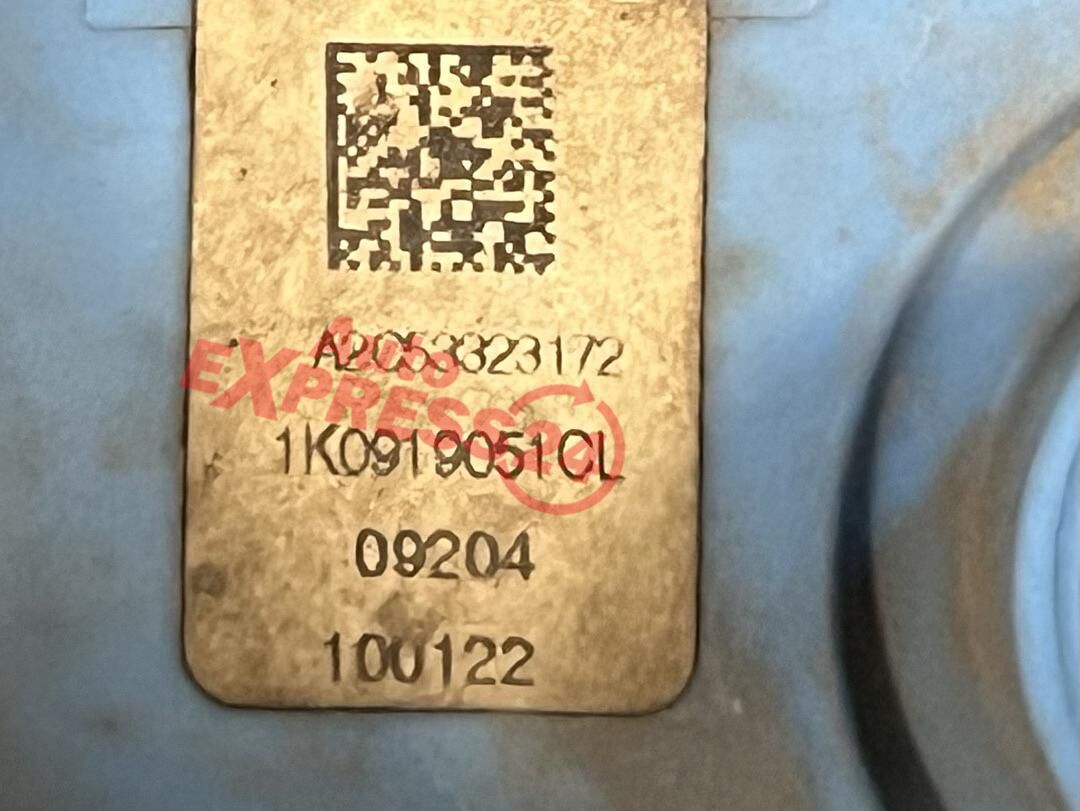 A2C53323172
Auto
EXPRESS24
1K0919051CL
09204
100122